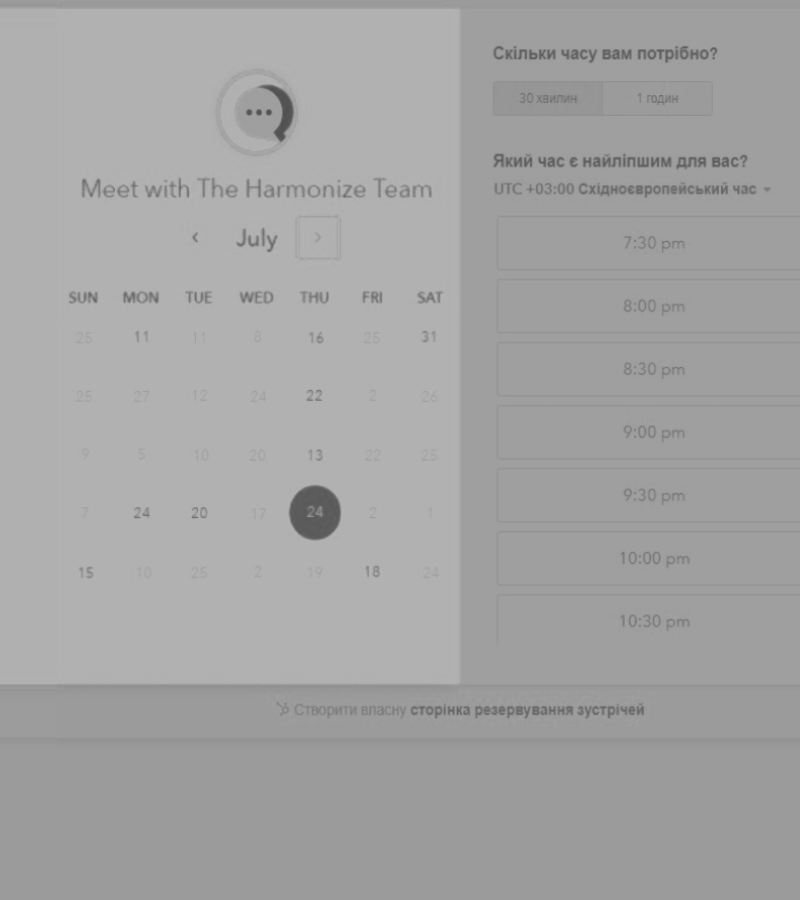 Meet with The Harmonize Team
‹ July ›
SUN MON TUE WED THU FRI SAT
25 11 11 8 16 25 31
25 27 12 24 22 2 26
9 5 10 20 13 22 25
7 24 20 17 24 2 1
15 10 25 2 19 18 24
Скільки часу вам потрібно?
30 хвилин 1 годин
Який час є найліпшим для вас?
UTC +03:00 Східноєвропейський час
7:30 pm
8:00 pm
8:30 pm
9:00 pm
9:30 pm
10:00 pm
10:30 pm
Створити власну сторінка резервування зустрічей